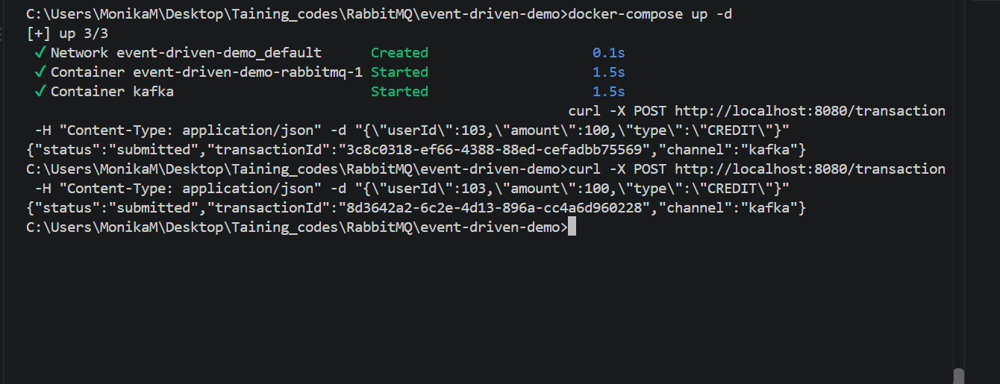 C:\Users\MonikaM\Desktop\Taining_codes\RabbitMQ\event-driven-demo>docker-compose up -d
[+] up 3/3
✓ Network event-driven-demo_default Created 0.1s
✓ Container event-driven-demo-rabbitmq-1 Started 1.5s
✓ Container kafka Started 1.5s
curl -X POST http://localhost:8080/transaction
-H "Content-Type: application/json" -d "{\"userId\":103,\"amount\":100,\"type\":\"CREDIT\"}"
{"status":"submitted","transactionId":"3c8c0318-ef66-4388-88ed-cefadbb75569","channel":"kafka"}
C:\Users\MonikaM\Desktop\Taining_codes\RabbitMQ\event-driven-demo>curl -X POST http://localhost:8080/transaction
-H "Content-Type: application/json" -d "{\"userId\":103,\"amount\":100,\"type\":\"CREDIT\"}"
{"status":"submitted","transactionId":"8d3642a2-6c2e-4d13-896a-cc4a6d960228","channel":"kafka"}
C:\Users\MonikaM\Desktop\Taining_codes\RabbitMQ\event-driven-demo>